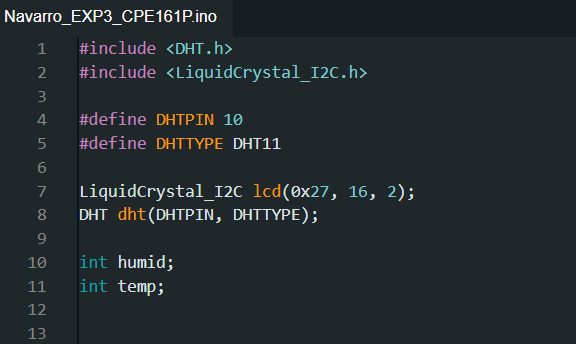 Navarro_EXP3_CPE161P.ino
1 #include <DHT.h>
2 #include <LiquidCrystal_I2C.h>
3
4 #define DHTPIN 10
5 #define DHTTYPE DHT11
6
7 LiquidCrystal_I2C lcd(0x27, 16, 2);
8 DHT dht(DHTPIN, DHTTYPE);
9
10 int humid;
11 int temp;
12
13